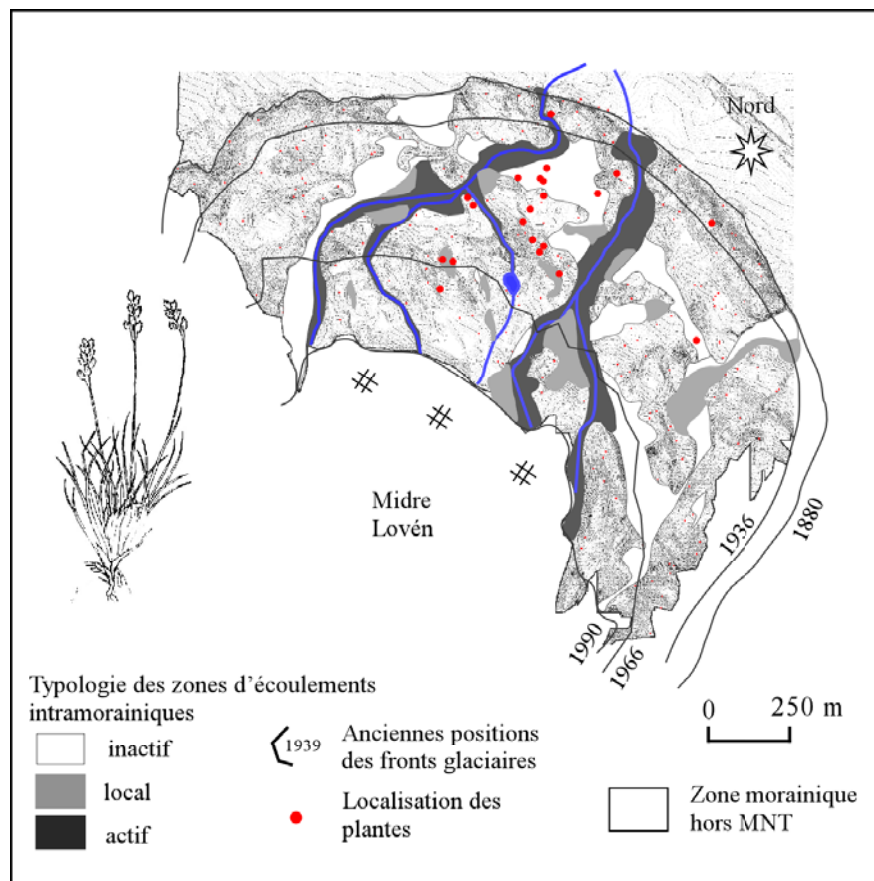 Nord
Midre
Lovén
1936
1880
1990
1966
0 250 m
Typologie des zones d'écoulements
intramorainiques
inactif
local
actif
1939
Anciennes positions
des fronts glaciaires
Localisation des
plantes
Zone morainique
hors MNT